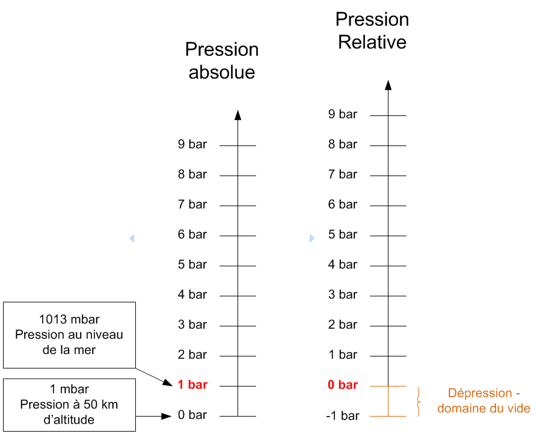 Pression
absolue
Pression
Relative
9 bar
8 bar
7 bar
6 bar
5 bar
4 bar
3 bar
2 bar
1 bar
0 bar
9 bar
8 bar
7 bar
6 bar
5 bar
4 bar
3 bar
2 bar
1 bar
0 bar
-1 bar
1013 mbar
Pression au niveau
de la mer
1 mbar
Pression à 50 km
d'altitude
Dépression -
domaine du vide